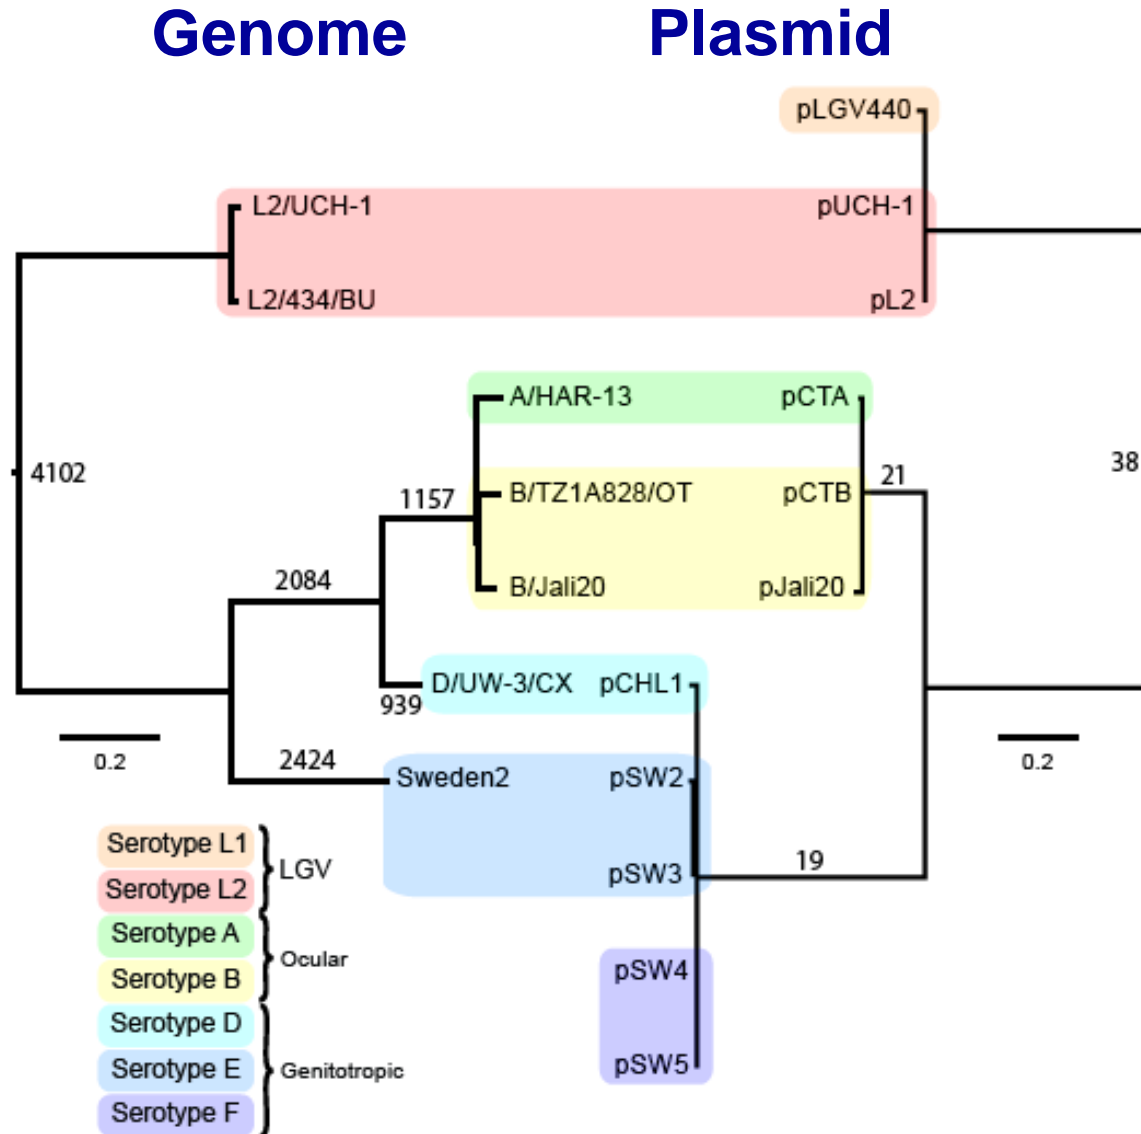 Genome Plasmid
pLGV440
L2/UCH-1 pUCH-1
L2/434/BU pL2
A/HAR-13 pCTA
4102 38
1157 B/TZ1A828/OT pCTB 21
2084 B/Jali20 pJali20
D/UW-3/CX pCHL1
939
0.2 0.2
2424 Sweden2 pSW2
pSW3 19
Serotype L1
LGV
Serotype L2
Serotype A
Ocular
Serotype B
pSW4
Serotype D
Serotype E Genitotropic
pSW5
Serotype F